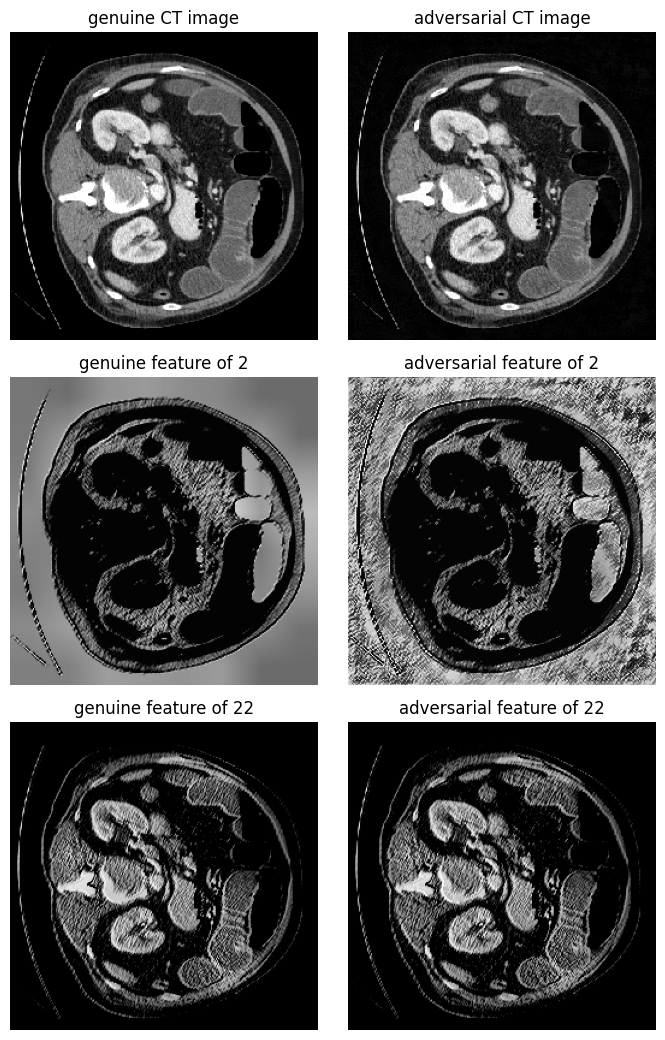 genuine CT image
adversarial CT image
genuine feature of 2
adversarial feature of 2
genuine feature of 22
adversarial feature of 22